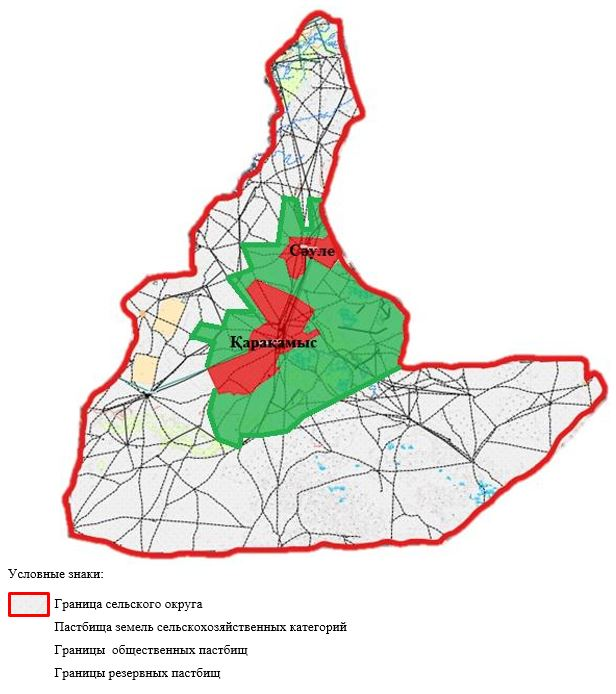 Сәуле
Қарақамыс
Условные знаки:
Граница сельского округа
Пастбища земель сельскохозяйственных категорий
Границы общественных пастбищ
Границы резервных пастбищ